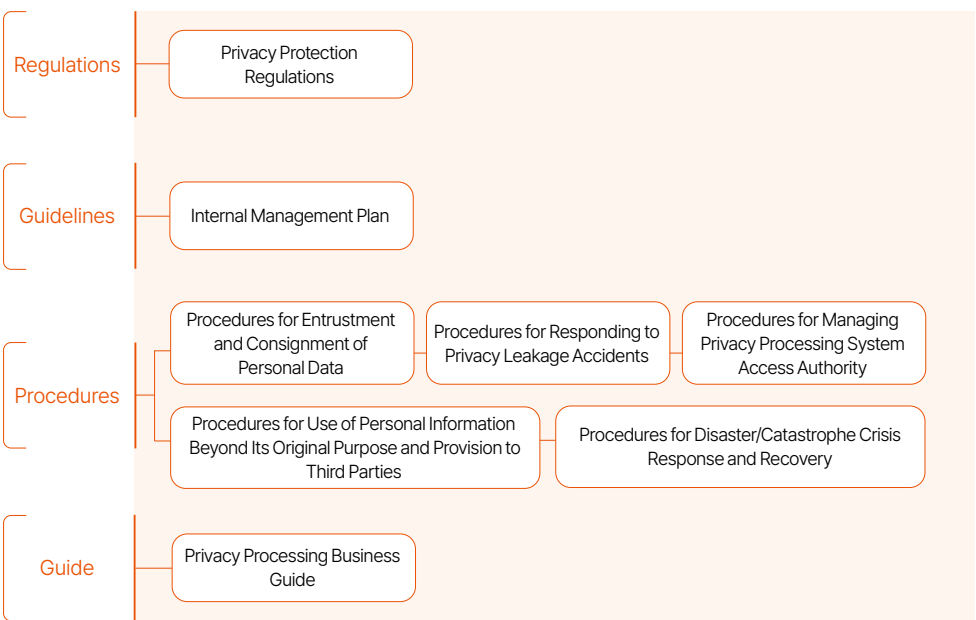 Regulations
Privacy Protection
Regulations
Guidelines
Internal Management Plan
Procedures
Procedures for Entrustment
and Consignment of
Personal Data
Procedures for Responding to
Privacy Leakage Accidents
Procedures for Managing
Privacy Processing System
Access Authority
Procedures for Use of Personal Information
Beyond Its Original Purpose and Provision to
Third Parties
Procedures for Disaster/Catastrophe Crisis
Response and Recovery
Guide
Privacy Processing Business
Guide